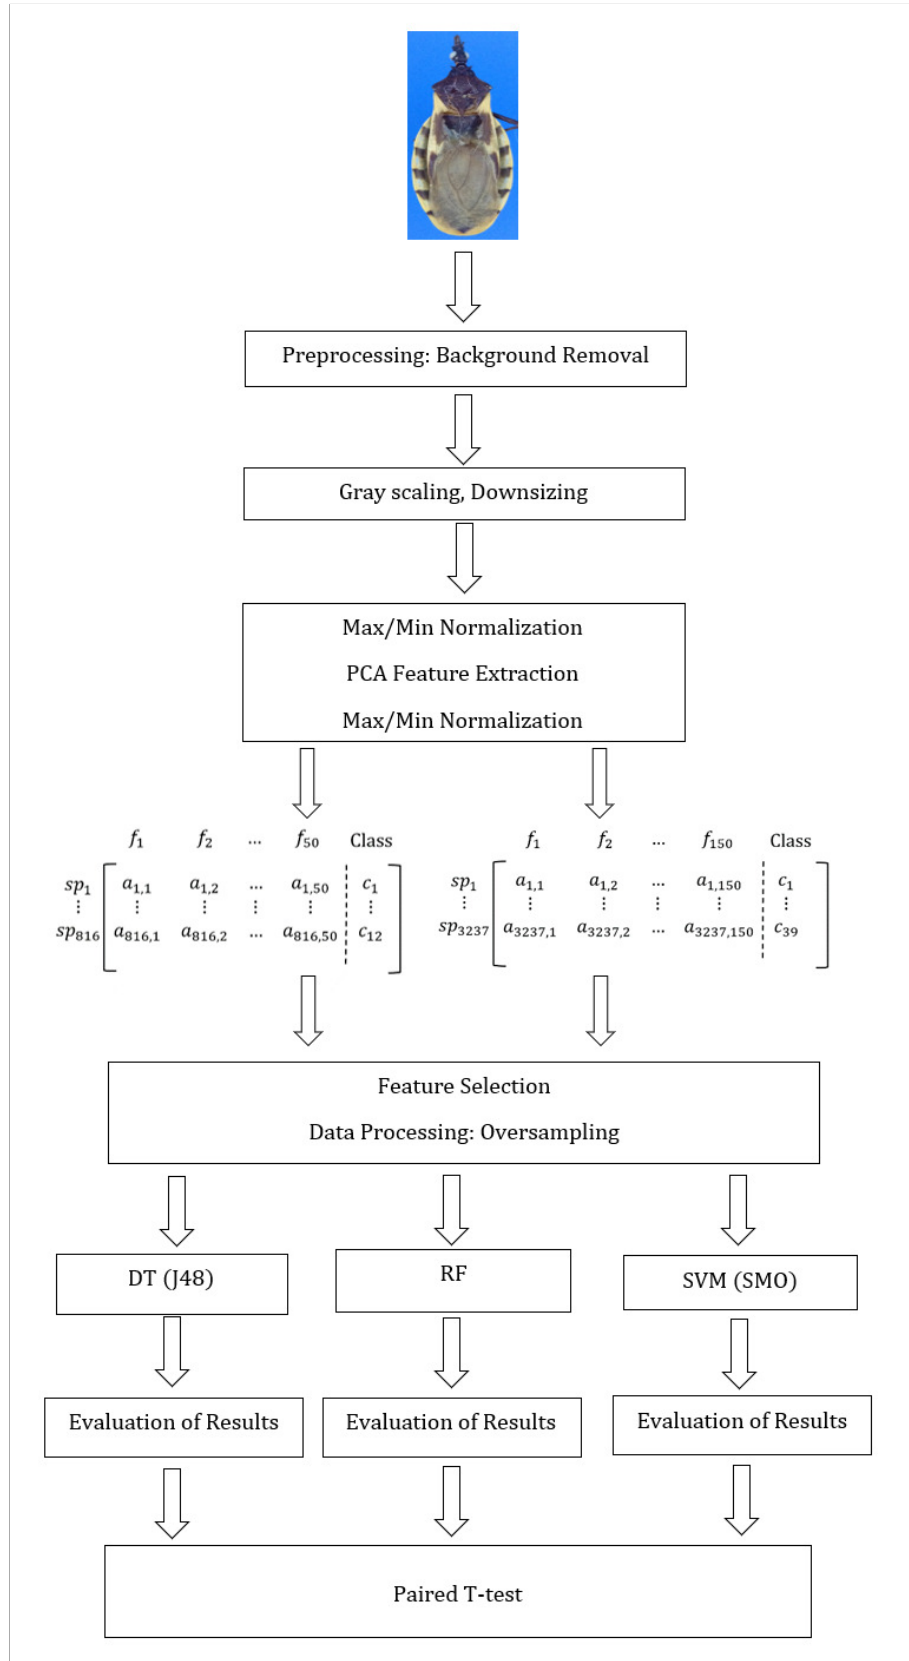 Preprocessing: Background Removal
Gray scaling, Downsizing
Max/Min Normalization
PCA Feature Extraction
Max/Min Normalization
f₁ f₂ ... f₅₀ Class
sp₁ a₁,₁ a₁,₂ ... a₁,₅₀ c₁
⋮ ⋮ ⋮ ⋮ ⋮ ⋮
sp₈₁₆ a₈₁₆,₁ a₈₁₆,₂ ... a₈₁₆,₅₀ c₁₂
f₁ f₂ ... f₁₅₀ Class
sp₁ a₁,₁ a₁,₂ ... a₁,₁₅₀ c₁
⋮ ⋮ ⋮ ⋮ ⋮ ⋮
sp₃₂₃₇ a₃₂₃₇,₁ a₃₂₃₇,₂ ... a₃₂₃₇,₁₅₀ c₃₉
Feature Selection
Data Processing: Oversampling
DT (J48)
RF
SVM (SMO)
Evaluation of Results
Evaluation of Results
Evaluation of Results
Paired T-test